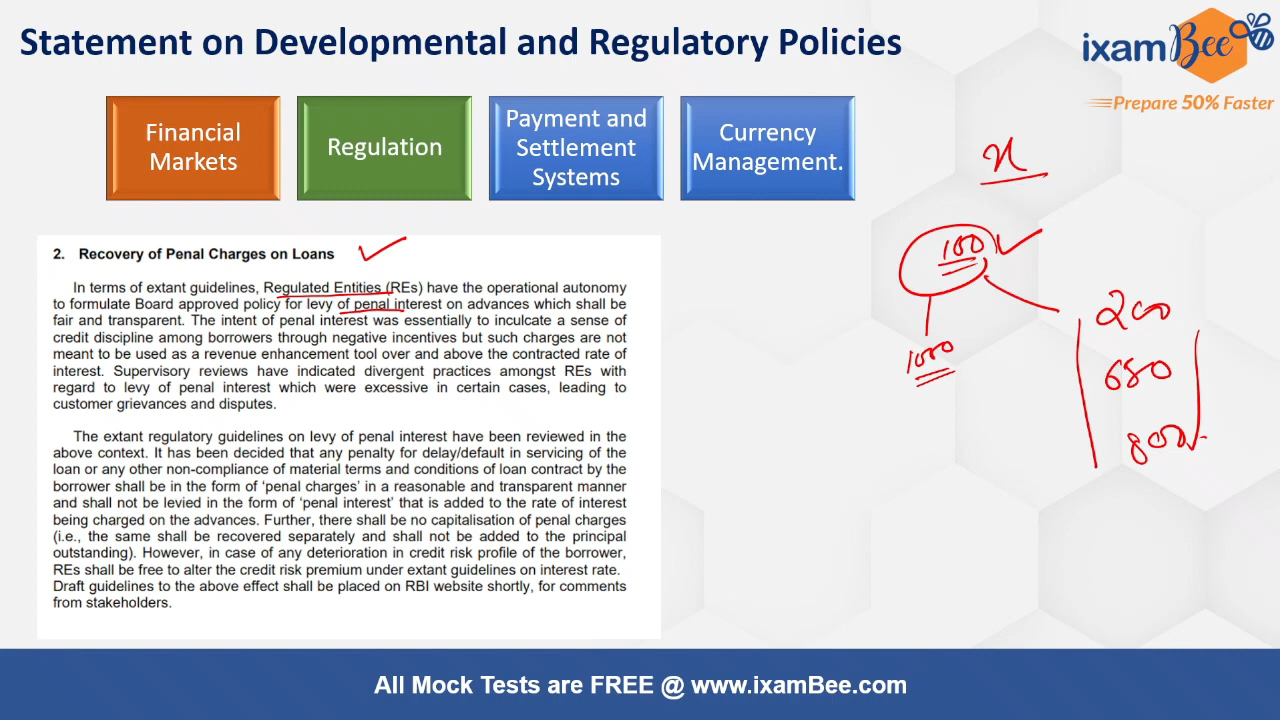 Statement on Developmental and Regulatory Policies
ixamBee
Prepare 50% Faster
Financial
Markets
Regulation
Payment and
Settlement
Systems
Currency
Management.
x
100
1000
200
680
800
2. Recovery of Penal Charges on Loans
In terms of extant guidelines, Regulated Entities (REs) have the operational autonomy
to formulate Board approved policy for levy of penal interest on advances which shall be
fair and transparent. The intent of penal interest was essentially to inculcate a sense of
credit discipline among borrowers through negative incentives but such charges are not
meant to be used as a revenue enhancement tool over and above the contracted rate of
interest. Supervisory reviews have indicated divergent practices amongst REs with
regard to levy of penal interest which were excessive in certain cases, leading to
customer grievances and disputes.
The extant regulatory guidelines on levy of penal interest have been reviewed in the
above context. It has been decided that any penalty for delay/default in servicing of the
loan or any other non-compliance of material terms and conditions of loan contract by the
borrower shall be in the form of ‘penal charges’ in a reasonable and transparent manner
and shall not be levied in the form of ‘penal interest’ that is added to the rate of interest
being charged on the advances. Further, there shall be no capitalisation of penal charges
(i.e., the same shall be recovered separately and shall not be added to the principal
outstanding). However, in case of any deterioration in credit risk profile of the borrower,
REs shall be free to alter the credit risk premium under extant guidelines on interest rate.
Draft guidelines to the above effect shall be placed on RBI website shortly, for comments
from stakeholders.
All Mock Tests are FREE @ www.ixamBee.com